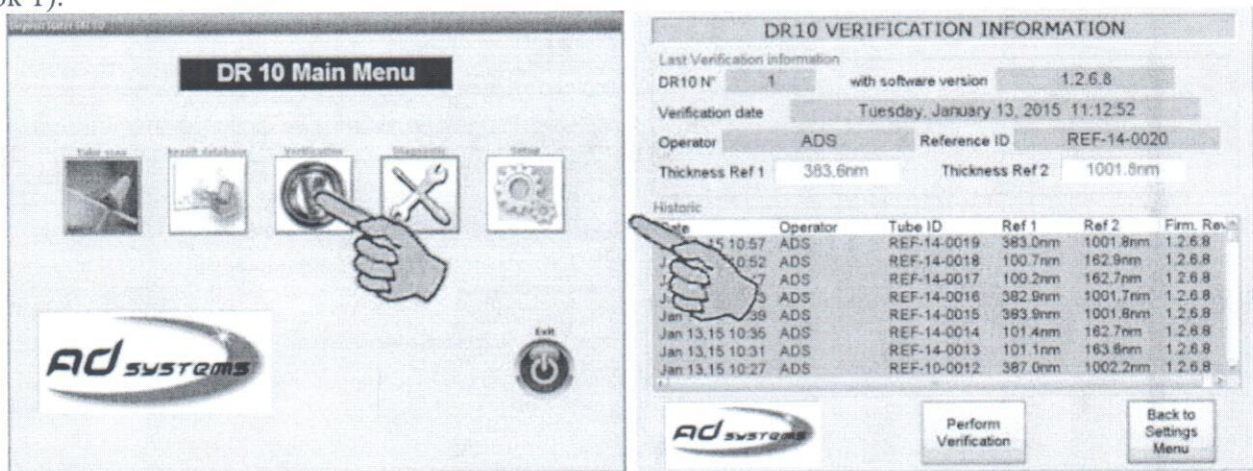 DR 10 Main Menu
Tube scan
Result database
Verification
Diagnostic
Setup
Exit
Ad systems
DR10 VERIFICATION INFORMATION
Last Verification information
DR10 N° 1 with software version 1.2.6.8
Verification date Tuesday, January 13, 2015 11:12:52
Operator ADS Reference ID REF-14-0020
Thickness Ref 1 383.6nm Thickness Ref 2 1001.8nm
Historic
Operator Tube ID Ref 1 Ref 2 Firm. Rev
15 10:57 ADS REF-14-0019 383.0nm 1001.8nm 1.2.6.8
10:52 ADS REF-14-0018 100.7nm 162.9nm 1.2.6.8
ADS REF-14-0017 100.2nm 162.7nm 1.2.6.8
ADS REF-14-0016 382.9nm 1001.7nm 1.2.6.8
Jan ADS REF-14-0015 383.9nm 1001.8nm 1.2.6.8
Jan 13,15 10:35 ADS REF-14-0014 101.4nm 162.7nm 1.2.6.8
Jan 13,15 10:31 ADS REF-14-0013 101.1nm 163.6nm 1.2.6.8
Jan 13,15 10:27 ADS REF-10-0012 387.0nm 1002.2nm 1.2.6.8
Ad systems
Perform
Verification
Back to
Settings
Menu